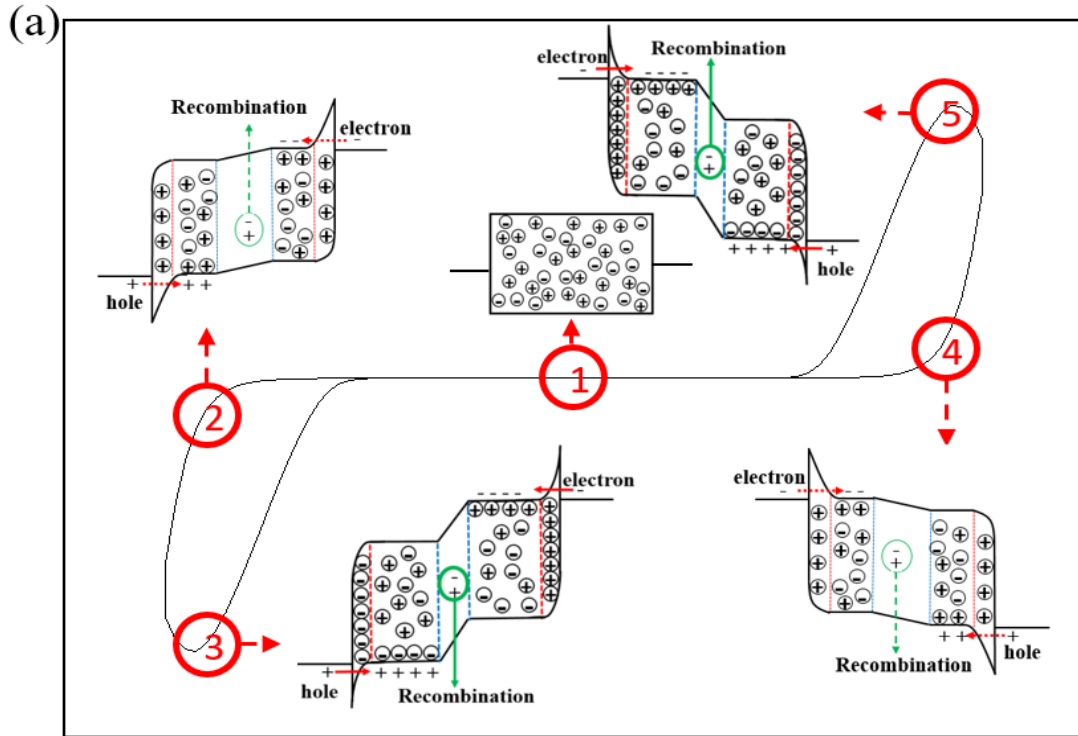 (a)
Recombination
electron
-
- - - -
5
Recombination
- - -
electron
-
-
+
-
+
+ + + +
+
hole
+
+ +
hole
1
4
2
electron
- - - -
-
electron
-
- -
-
+
-
+
3
+
+ + + +
hole
Recombination
+ +
+
hole
Recombination